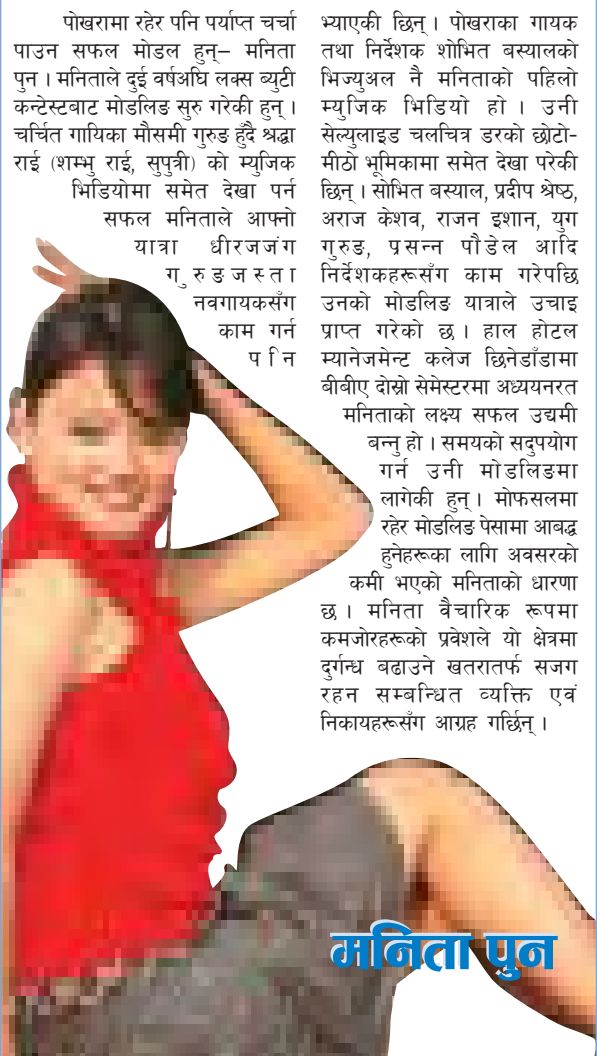 पोखरामा रहेर पनि पर्याप्त चर्चा
पाउन सफल मोडल हुन्– मनिता
पुन । मनिताले दुई वर्षअघि लक्स ब्युटी
कन्टेस्टबाट मोडलिङ सुरु गरेकी हुन् ।
चर्चित गायिका मौसमी गुरुङ हुँदै श्रद्धा
राई (शम्भु राई, सुपुत्री) को म्युजिक
भिडियोमा समेत देखा पर्न
सफल मनिताले आफ्नो
यात्रा धीरजजंग
गुरुङजस्ता
नवगायकसँग
काम गर्न
पनि
भ्याएकी छिन् । पोखराका गायक
तथा निर्देशक शोभित बस्यालको
भिज्युअल नै मनिताको पहिलो
म्युजिक भिडियो हो । उनी
सेल्युलाइड चलचित्र डरको छोटो-
मीठो भूमिकामा समेत देखा परेकी
छिन् । सोभित बस्याल, प्रदीप श्रेष्ठ,
अराज केशव, राजन इशान, युग
गुरुङ, प्रसन्न पौडेल आदि
निर्देशकहरूसँग काम गरेपछि
उनको मोडलिङ यात्राले उचाइ
प्राप्त गरेको छ । हाल होटल
म्यानेजमेन्ट कलेज छिनेडाँडामा
बीबीए दोस्रो सेमेस्टरमा अध्ययनरत
मनिताको लक्ष्य सफल उद्यमी
बन्नु हो । समयको सदुपयोग
गर्न उनी मोडलिङमा
लागेकी हुन् । मोफसलमा
रहेर मोडलिङ पेसामा आबद्ध
हुनेहरूका लागि अवसरको
कमी भएको मनिताको धारणा
छ । मनिता वैचारिक रूपमा
कमजोरहरूको प्रवेशले यो क्षेत्रमा
दुर्गन्ध बढाउने खतरातर्फ सजग
रहन सम्बन्धित व्यक्ति एवं
निकायहरूसँग आग्रह गर्छिन् ।
मनिता पुन